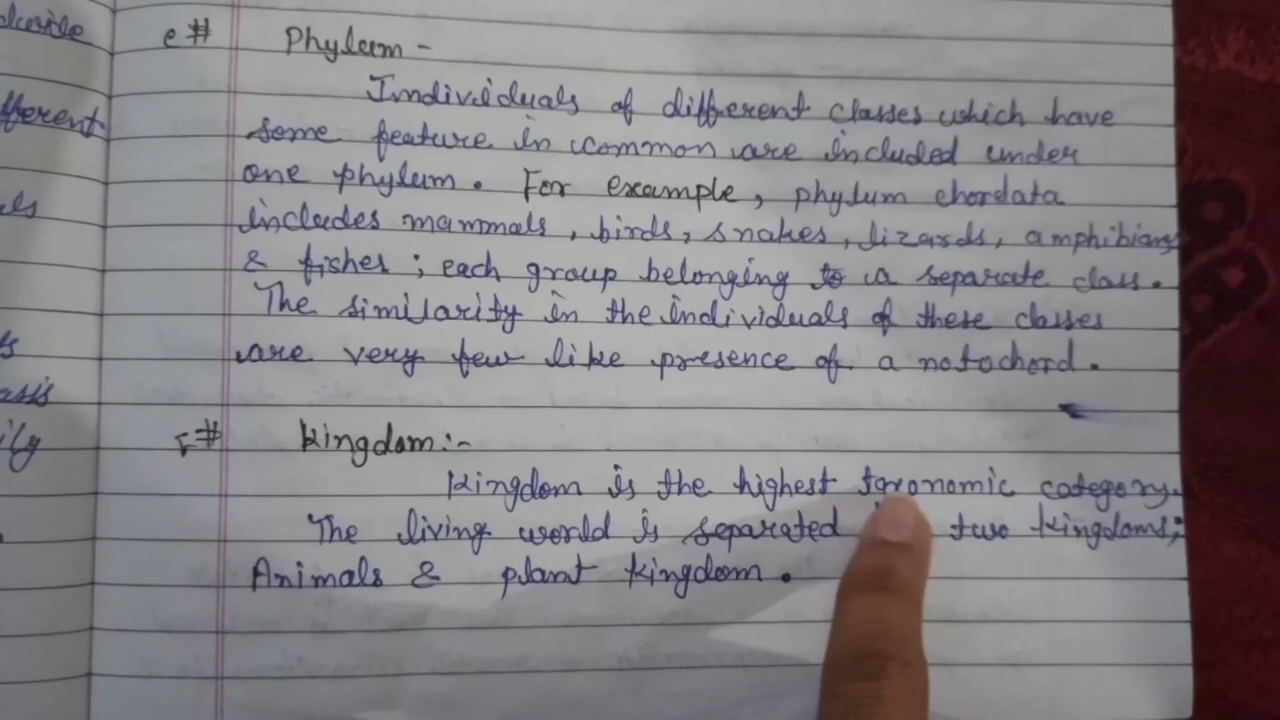 e# Phylum -
Individuals of different classes which have
some feature in common are included under
one phylum. For example, phylum chordata
includes mammals, birds, snakes, lizards, amphibians
& fishes; each group belonging to a separate class.
The similarity in the individuals of these classes
are very few like presence of a notochord.
# Kingdom:-
Kingdom is the highest taxonomic category.
The living world is separated two kingdoms;
Animals & plant kingdom.